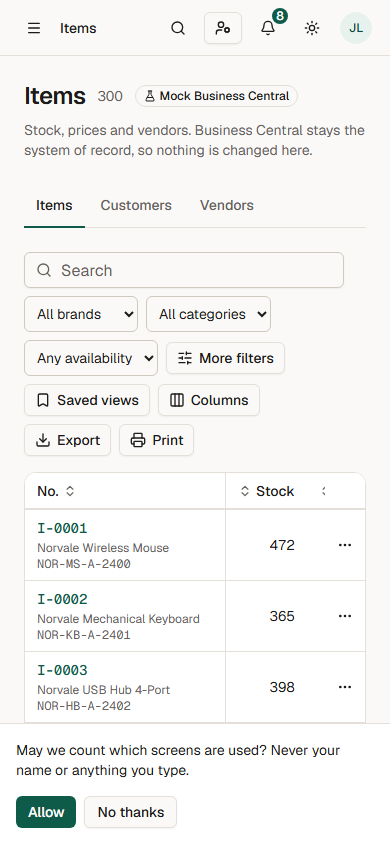 Items
8
JL
Items 300 Mock Business Central
Stock, prices and vendors. Business Central stays the
system of record, so nothing is changed here.
Items Customers Vendors
Search
All brands All categories
Any availability More filters
Saved views Columns
Export Print
No. Stock
I-0001
Norvale Wireless Mouse
NOR-MS-A-2400
472
I-0002
Norvale Mechanical Keyboard
NOR-KB-A-2401
365
I-0003
Norvale USB Hub 4-Port
NOR-HB-A-2402
398
May we count which screens are used? Never your
name or anything you type.
Allow No thanks